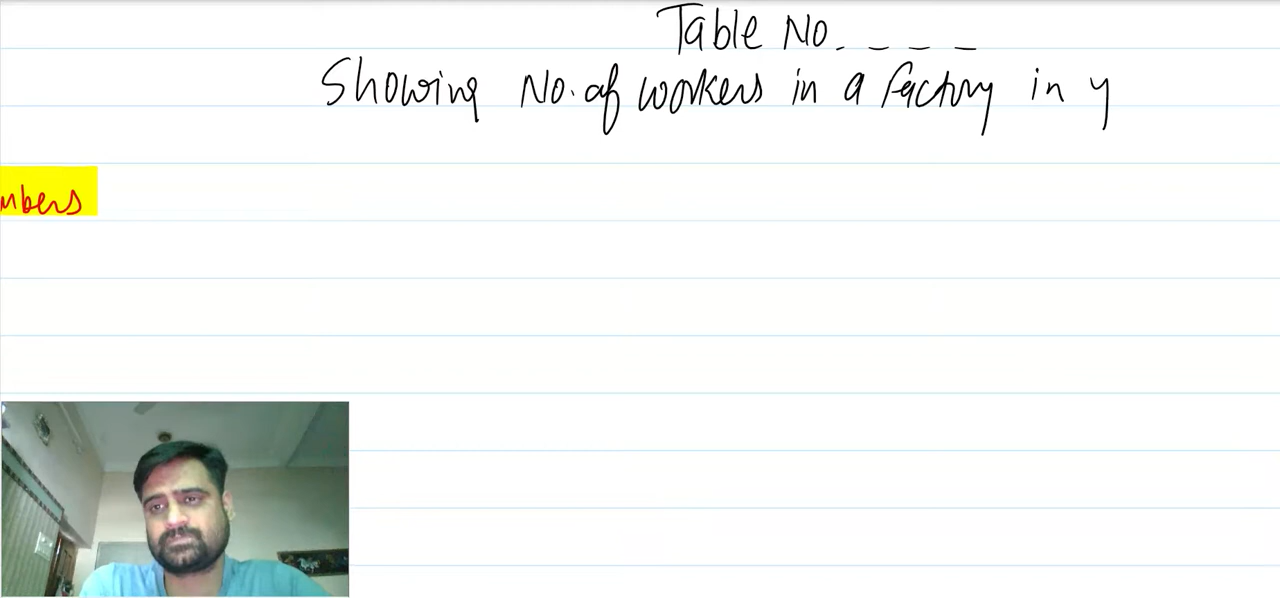 Table No. _ _ _ _
Showing No. of workers in a factory in y
mbers